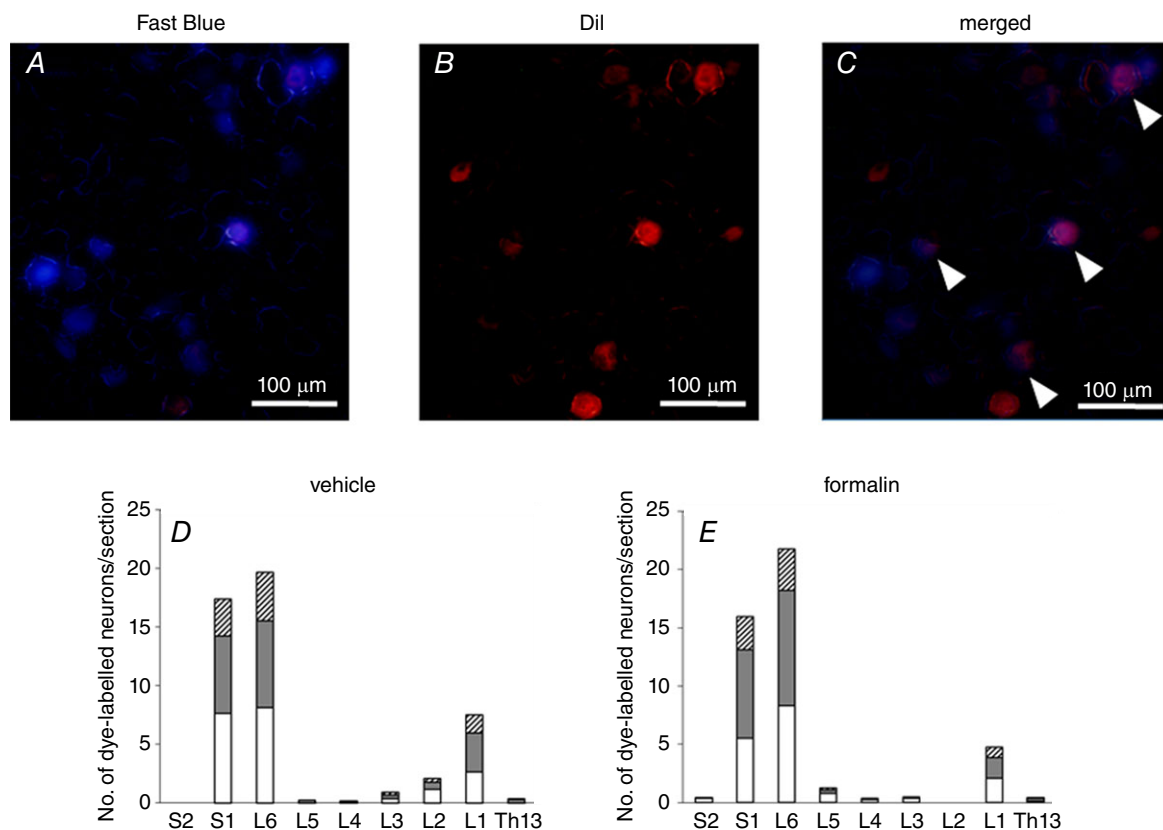 Fast Blue
DiI
merged
A
B
C
100 μm
100 μm
100 μm
vehicle
formalin
No. of dye-labelled neurons/section
25
20
15
10
5
0
D
S2 S1 L6 L5 L4 L3 L2 L1 Th13
No. of dye-labelled neurons/section
25
20
15
10
5
0
E
S2 S1 L6 L5 L4 L3 L2 L1 Th13